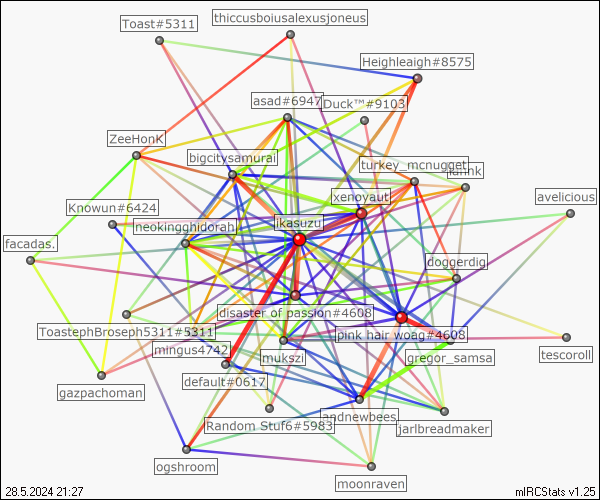 Toast#5311
thiccusboiusalexusjoneus
Heighleaigh#8575
asad#6947
Duck™#9103
ZeeHonK
bigcitysamurai
turkey_mcnugget
xenoyaut
Knowun#6424
neokingghidorah
ikasuzu
avelicious
facadas.
doggerdig
disaster of passion#4608
ToastephBroseph5311#5311
pink hair woag#4608
mingus4742
mukszi
gregor_samsa
tescoroll
default#0617
gazpachoman
andnewbees
Random Stuf6#5983
jarlbreadmaker
ogshroom
moonraven
28.5.2024 21:27
mIRCStats v1.25